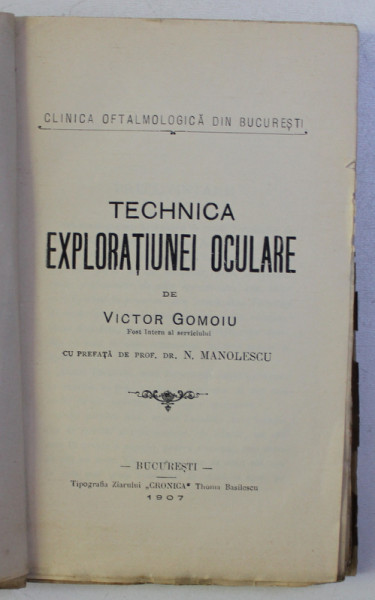 CLINICA OFTALMOLOGICĂ DIN BUCUREȘTI
TECHNICA
EXPLORAȚIUNEI OCULARE
DE
VICTOR GOMOIU
Fost intern al serviciului
CU PREFAȚĂ DE PROF. DR. N. MANOLESCU
— BUCUREȘTI —
Tipografia Ziarului „CRONICA" Thoma Basilescu
1907